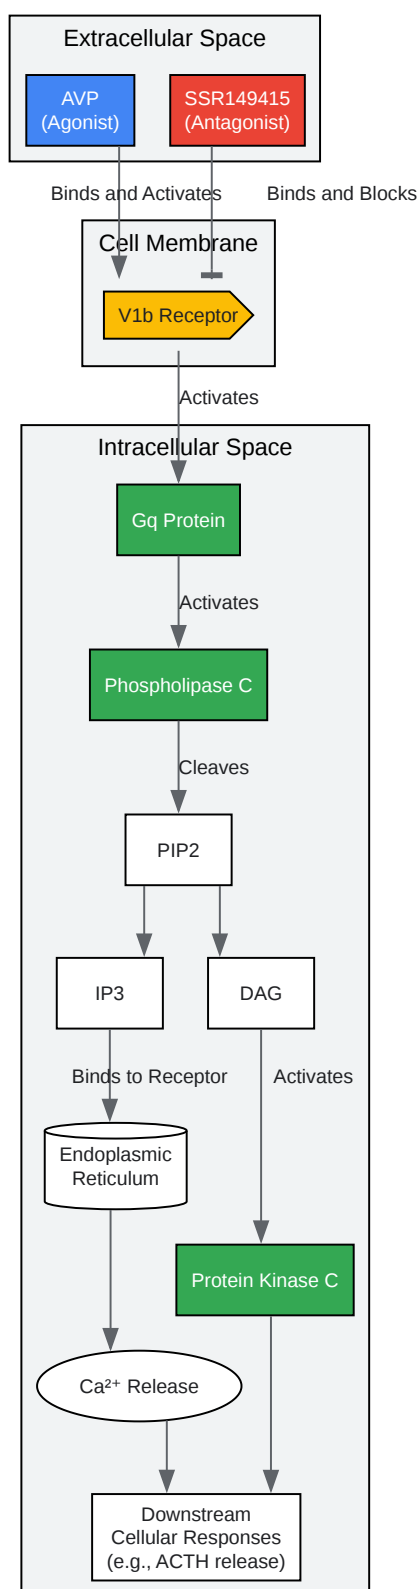 Extracellular Space
AVP
(Agonist)
SSR149415
(Antagonist)
Binds and Activates
Binds and Blocks
Cell Membrane
V1b Receptor
Activates
Intracellular Space
Gq Protein
Activates
Phospholipase C
Cleaves
PIP2
IP3
DAG
Binds to Receptor
Activates
Endoplasmic
Reticulum
Protein Kinase C
Ca²⁺ Release
Downstream
Cellular Responses
(e.g., ACTH release)